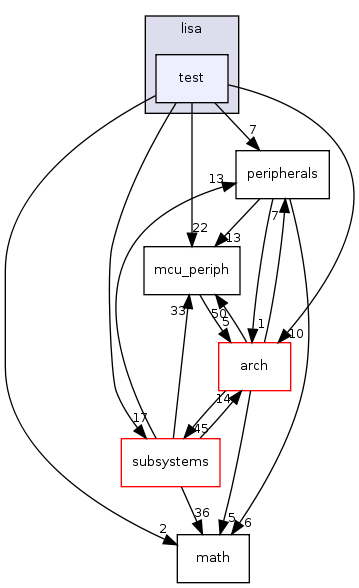 lisa
test
7
peripherals
13
7
22
13
mcu_periph
33
50
5
1
10
arch
14
17
45
subsystems
36
5
6
2
math